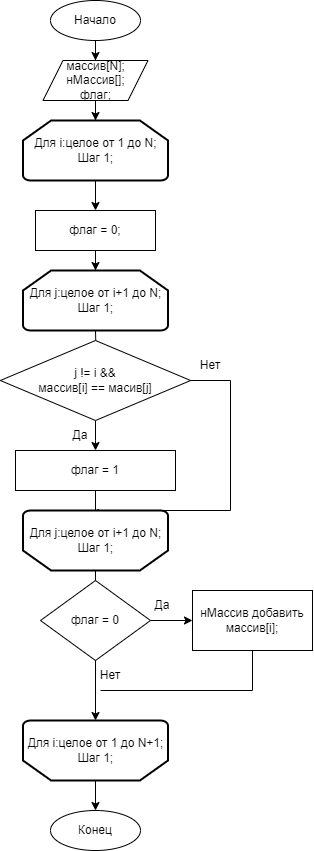 Начало
массив[N];
нМассив[];
флаг;
Для i:целое от 1 до N;
Шаг 1;
флаг = 0;
Для j:целое от i+1 до N;
Шаг 1;
j != i &&
массив[i] == масив[j]
Нет
Да
флаг = 1
Для j:целое от i+1 до N;
Шаг 1;
флаг = 0
Да
нМассив добавить
массив[i];
Нет
Для i:целое от 1 до N+1;
Шаг 1;
Конец